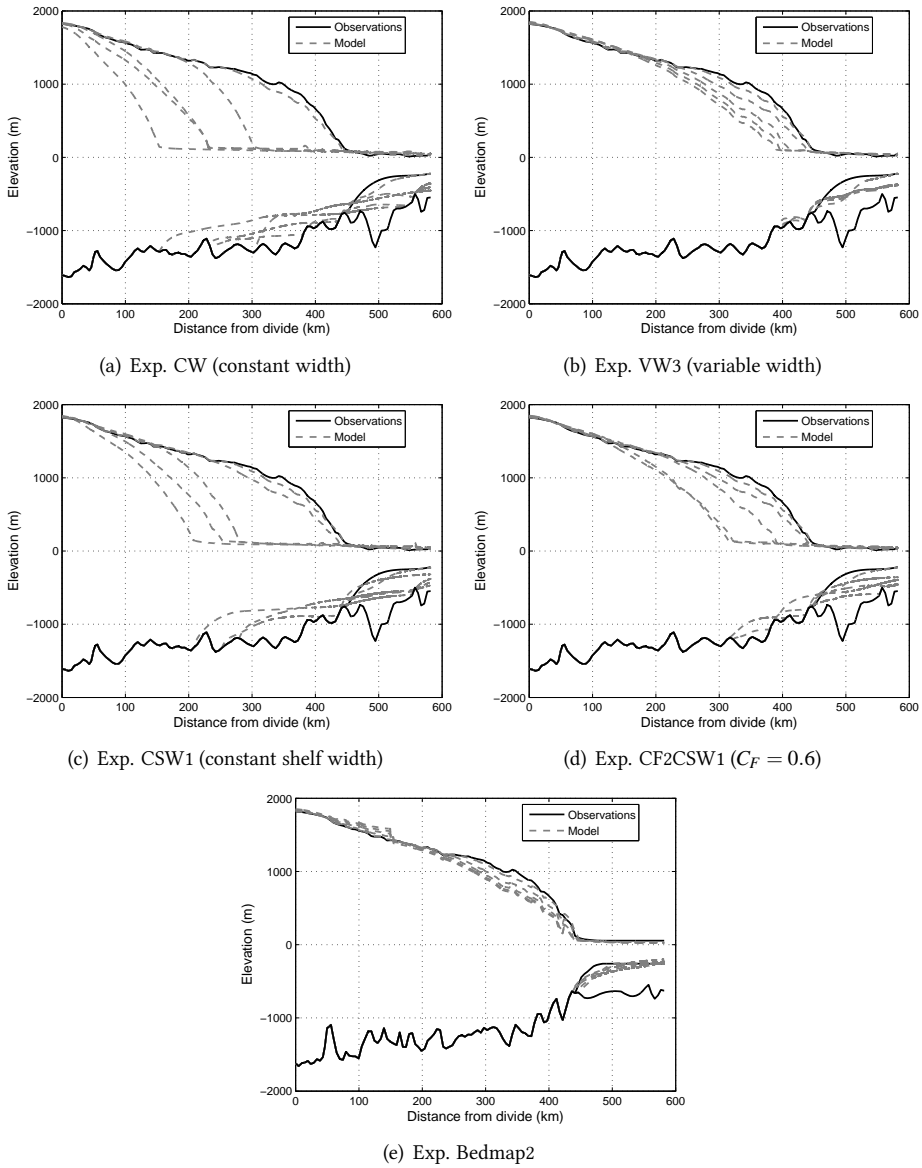 2000
1000
0
−1000
−2000
Elevation (m)
0 100 200 300 400 500 600
Distance from divide (km)
Observations
Model
(a) Exp. CW (constant width)
2000
1000
0
−1000
−2000
Elevation (m)
0 100 200 300 400 500 600
Distance from divide (km)
Observations
Model
(b) Exp. VW3 (variable width)
2000
1000
0
−1000
−2000
Elevation (m)
0 100 200 300 400 500 600
Distance from divide (km)
Observations
Model
(c) Exp. CSW1 (constant shelf width)
2000
1000
0
−1000
−2000
Elevation (m)
0 100 200 300 400 500 600
Distance from divide (km)
Observations
Model
(d) Exp. CF2CSW1 (C_F = 0.6)
2000
1000
0
−1000
−2000
Elevation (m)
0 100 200 300 400 500 600
Distance from divide (km)
Observations
Model
(e) Exp. Bedmap2